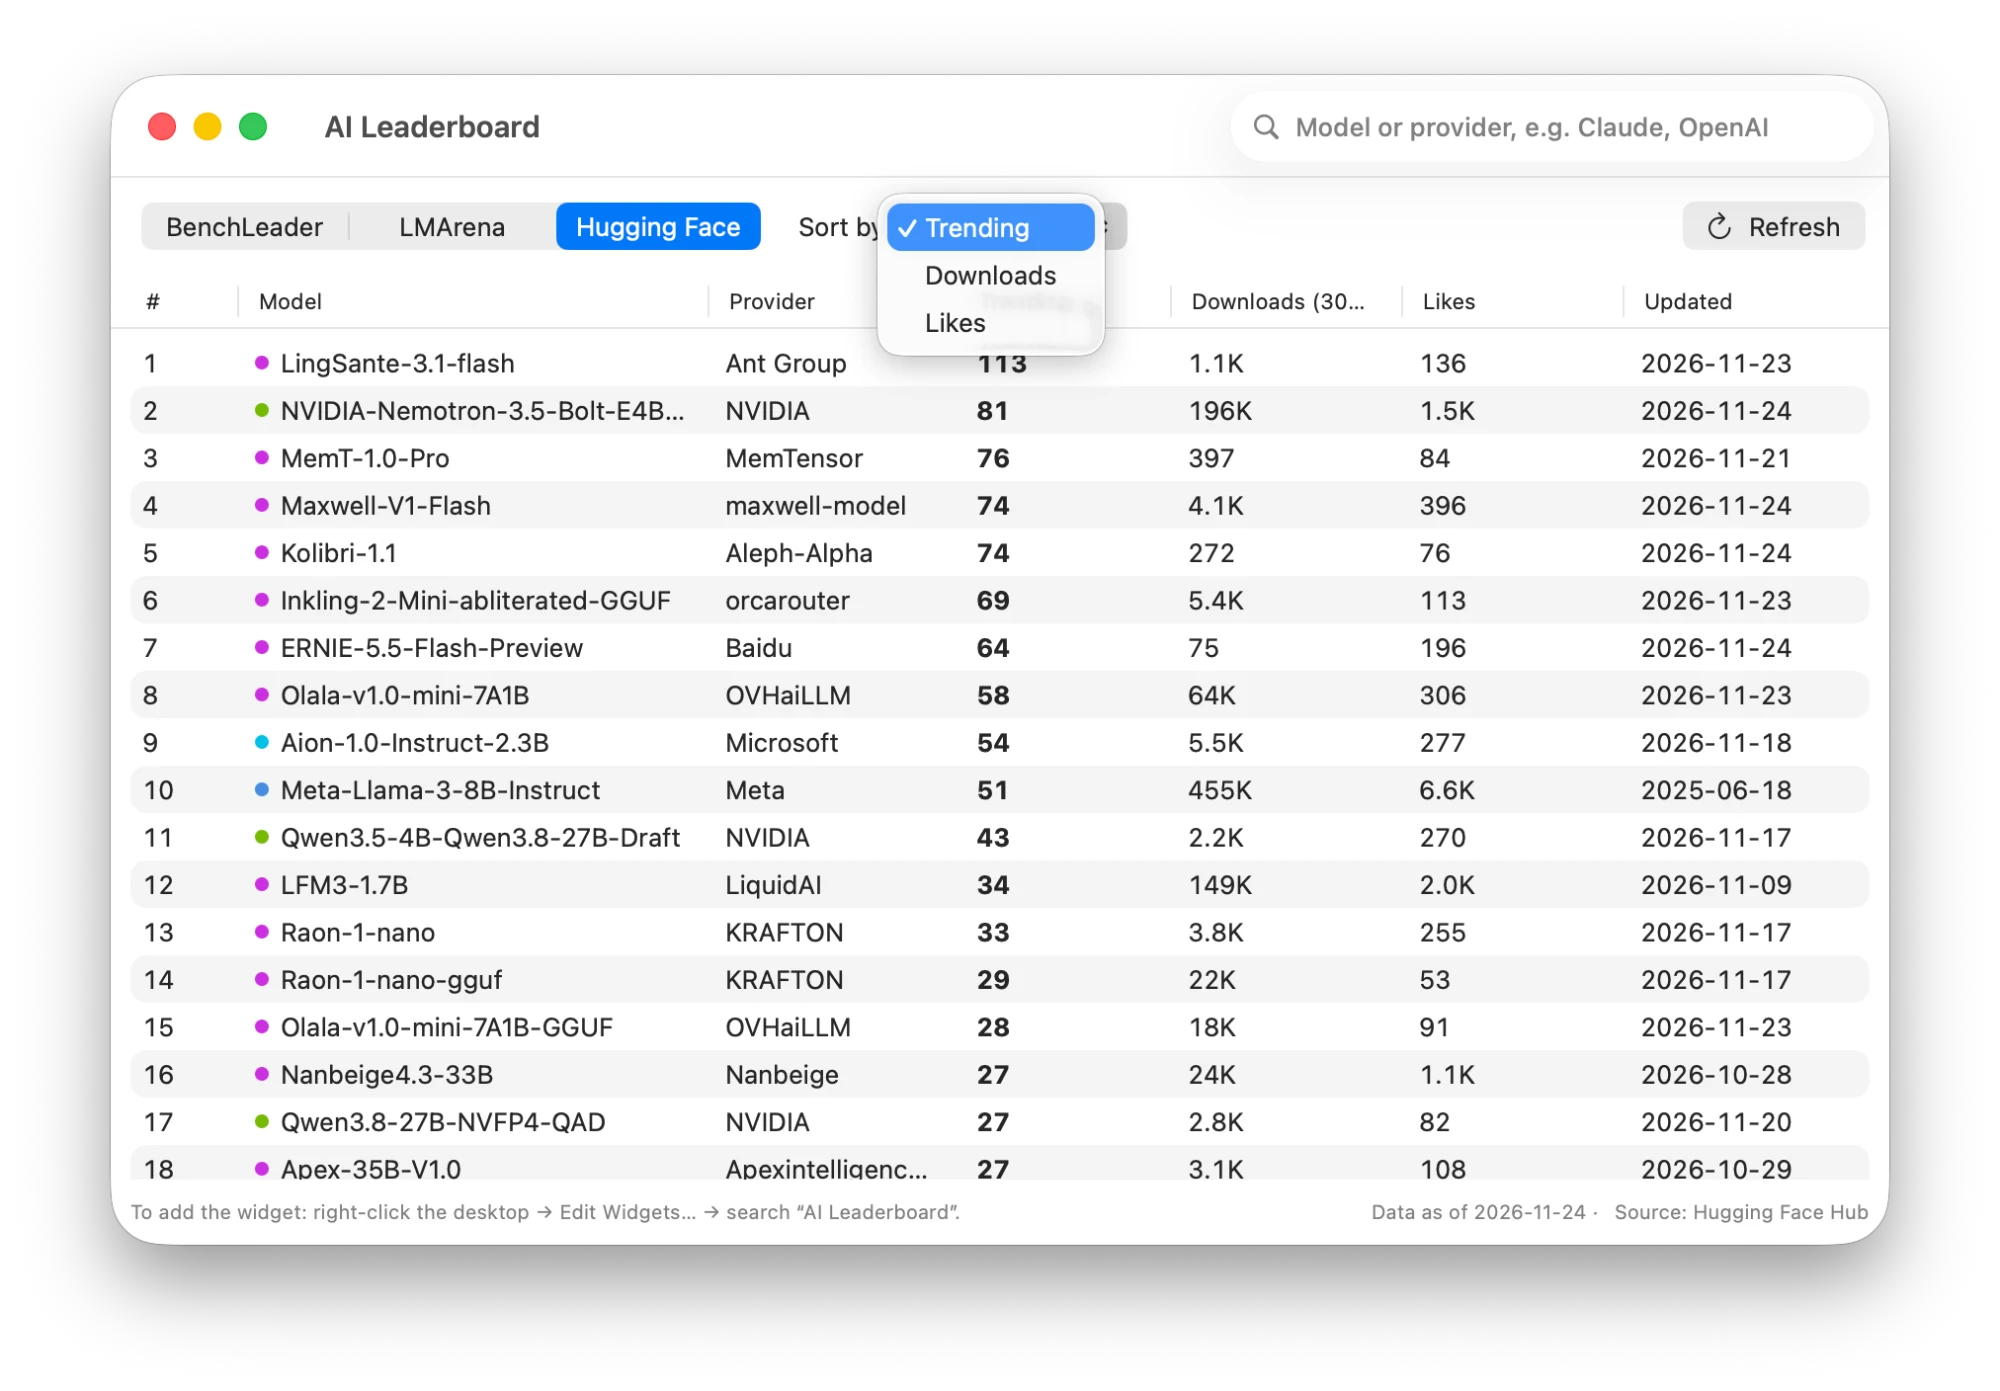 AI Leaderboard
Model or provider, e.g. Claude, OpenAI
BenchLeader LMArena Hugging Face Sort by Refresh
✓ Trending
Downloads
Likes
# Model Provider Downloads (30... Likes Updated
1 LingSante-3.1-flash Ant Group 113 1.1K 136 2026-11-23
2 NVIDIA-Nemotron-3.5-Bolt-E4B... NVIDIA 81 196K 1.5K 2026-11-24
3 MemT-1.0-Pro MemTensor 76 397 84 2026-11-21
4 Maxwell-V1-Flash maxwell-model 74 4.1K 396 2026-11-24
5 Kolibri-1.1 Aleph-Alpha 74 272 76 2026-11-24
6 Inkling-2-Mini-abliterated-GGUF orcarouter 69 5.4K 113 2026-11-23
7 ERNIE-5.5-Flash-Preview Baidu 64 75 196 2026-11-24
8 Olala-v1.0-mini-7A1B OVHaiLLM 58 64K 306 2026-11-23
9 Aion-1.0-Instruct-2.3B Microsoft 54 5.5K 277 2026-11-18
10 Meta-Llama-3-8B-Instruct Meta 51 455K 6.6K 2025-06-18
11 Qwen3.5-4B-Qwen3.8-27B-Draft NVIDIA 43 2.2K 270 2026-11-17
12 LFM3-1.7B LiquidAI 34 149K 2.0K 2026-11-09
13 Raon-1-nano KRAFTON 33 3.8K 255 2026-11-17
14 Raon-1-nano-gguf KRAFTON 29 22K 53 2026-11-17
15 Olala-v1.0-mini-7A1B-GGUF OVHaiLLM 28 18K 91 2026-11-23
16 Nanbeige4.3-33B Nanbeige 27 24K 1.1K 2026-10-28
17 Qwen3.8-27B-NVFP4-QAD NVIDIA 27 2.8K 82 2026-11-20
18 Apex-35B-V1.0 Apexintelligenc... 27 3.1K 108 2026-10-29
To add the widget: right-click the desktop → Edit Widgets... → search “AI Leaderboard”.
Data as of 2026-11-24 · Source: Hugging Face Hub